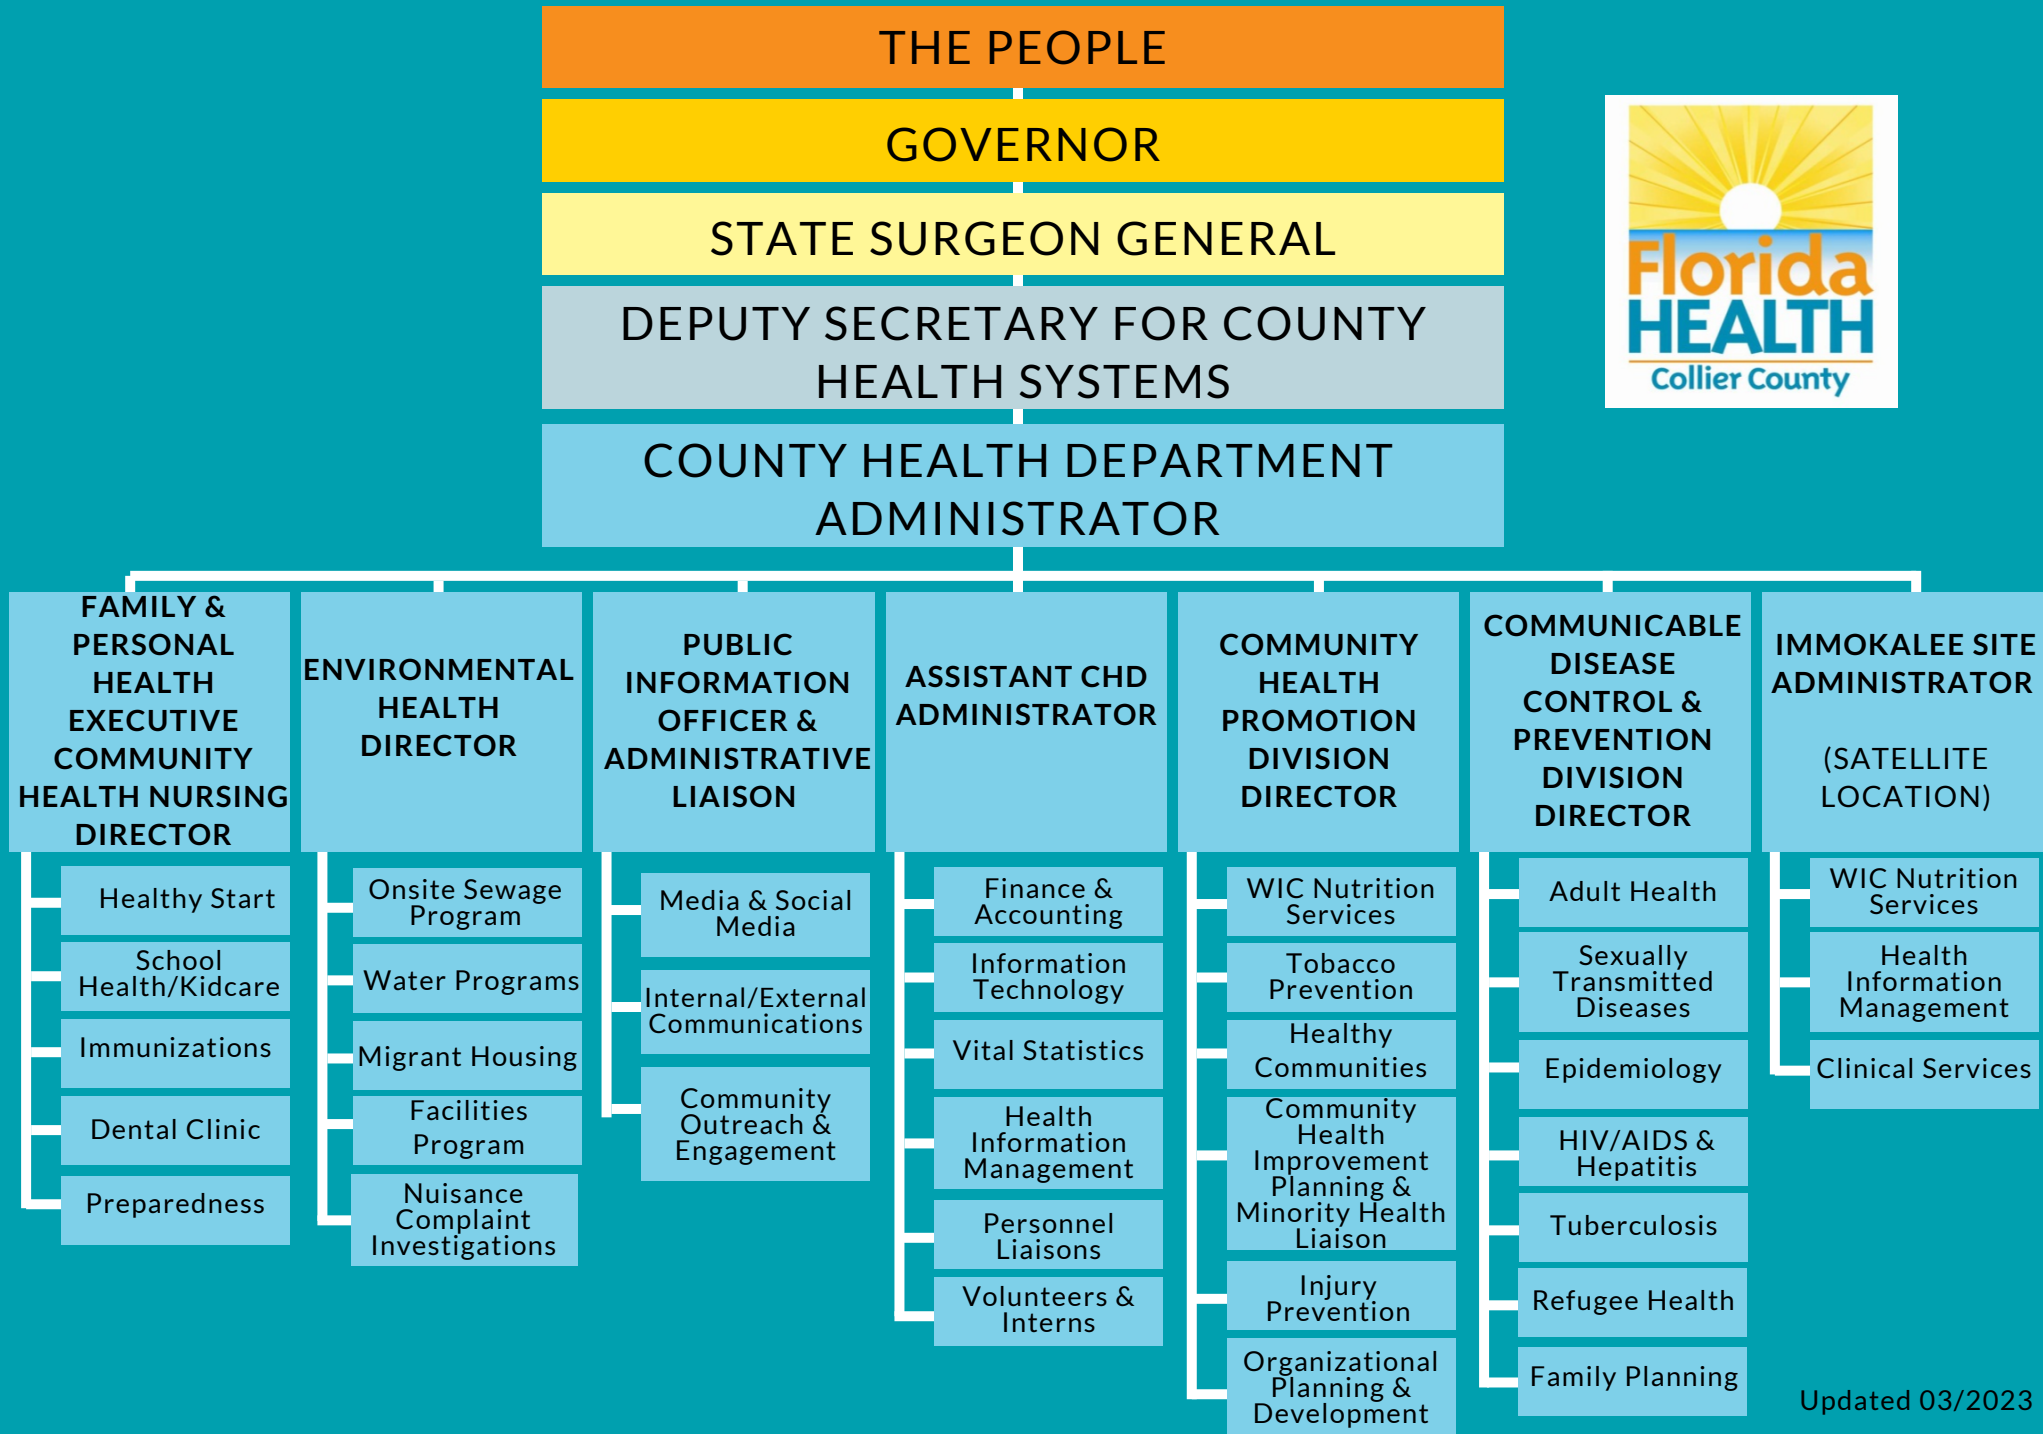 THE PEOPLE
GOVERNOR
STATE SURGEON GENERAL
DEPUTY SECRETARY FOR COUNTY
HEALTH SYSTEMS
COUNTY HEALTH DEPARTMENT
ADMINISTRATOR
Florida
HEALTH
Collier County
FAMILY &
PERSONAL
HEALTH
EXECUTIVE
COMMUNITY
HEALTH NURSING
DIRECTOR
Healthy Start
School
Health/Kidcare
Immunizations
Dental Clinic
Preparedness
ENVIRONMENTAL
HEALTH
DIRECTOR
Onsite Sewage
Program
Water Programs
Migrant Housing
Facilities
Program
Nuisance
Complaint
Investigations
PUBLIC
INFORMATION
OFFICER &
ADMINISTRATIVE
LIAISON
Media & Social
Media
Internal/External
Communications
Community
Outreach &
Engagement
ASSISTANT CHD
ADMINISTRATOR
Finance &
Accounting
Information
Technology
Vital Statistics
Health
Information
Management
Personnel
Liaisons
Volunteers &
Interns
COMMUNITY
HEALTH
PROMOTION
DIVISION
DIRECTOR
WIC Nutrition
Services
Tobacco
Prevention
Healthy
Communities
Community
Health
Improvement
Planning &
Minority Health
Liaison
Injury
Prevention
Organizational
Planning &
Development
COMMUNICABLE
DISEASE
CONTROL &
PREVENTION
DIVISION
DIRECTOR
Adult Health
Sexually
Transmitted
Diseases
Epidemiology
HIV/AIDS &
Hepatitis
Tuberculosis
Refugee Health
Family Planning
IMMOKALEE SITE
ADMINISTRATOR
(SATELLITE
LOCATION)
WIC Nutrition
Services
Health
Information
Management
Clinical Services
Updated 03/2023